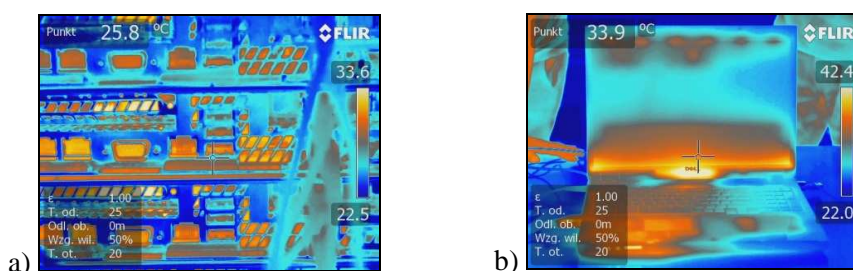 Punkt 25.8 °C
FLIR
33.6
22.5
ε 1.00
T. od. 25
Odl. ob. 0m
Wzg. wil. 50%
T. ot. 20
a)
Punkt 33.9 °C
FLIR
42.4
22.0
DELL
ε 1.00
T. od. 25
Odl. ob. 0m
Wzg. wil. 50%
T. ot. 20
b)